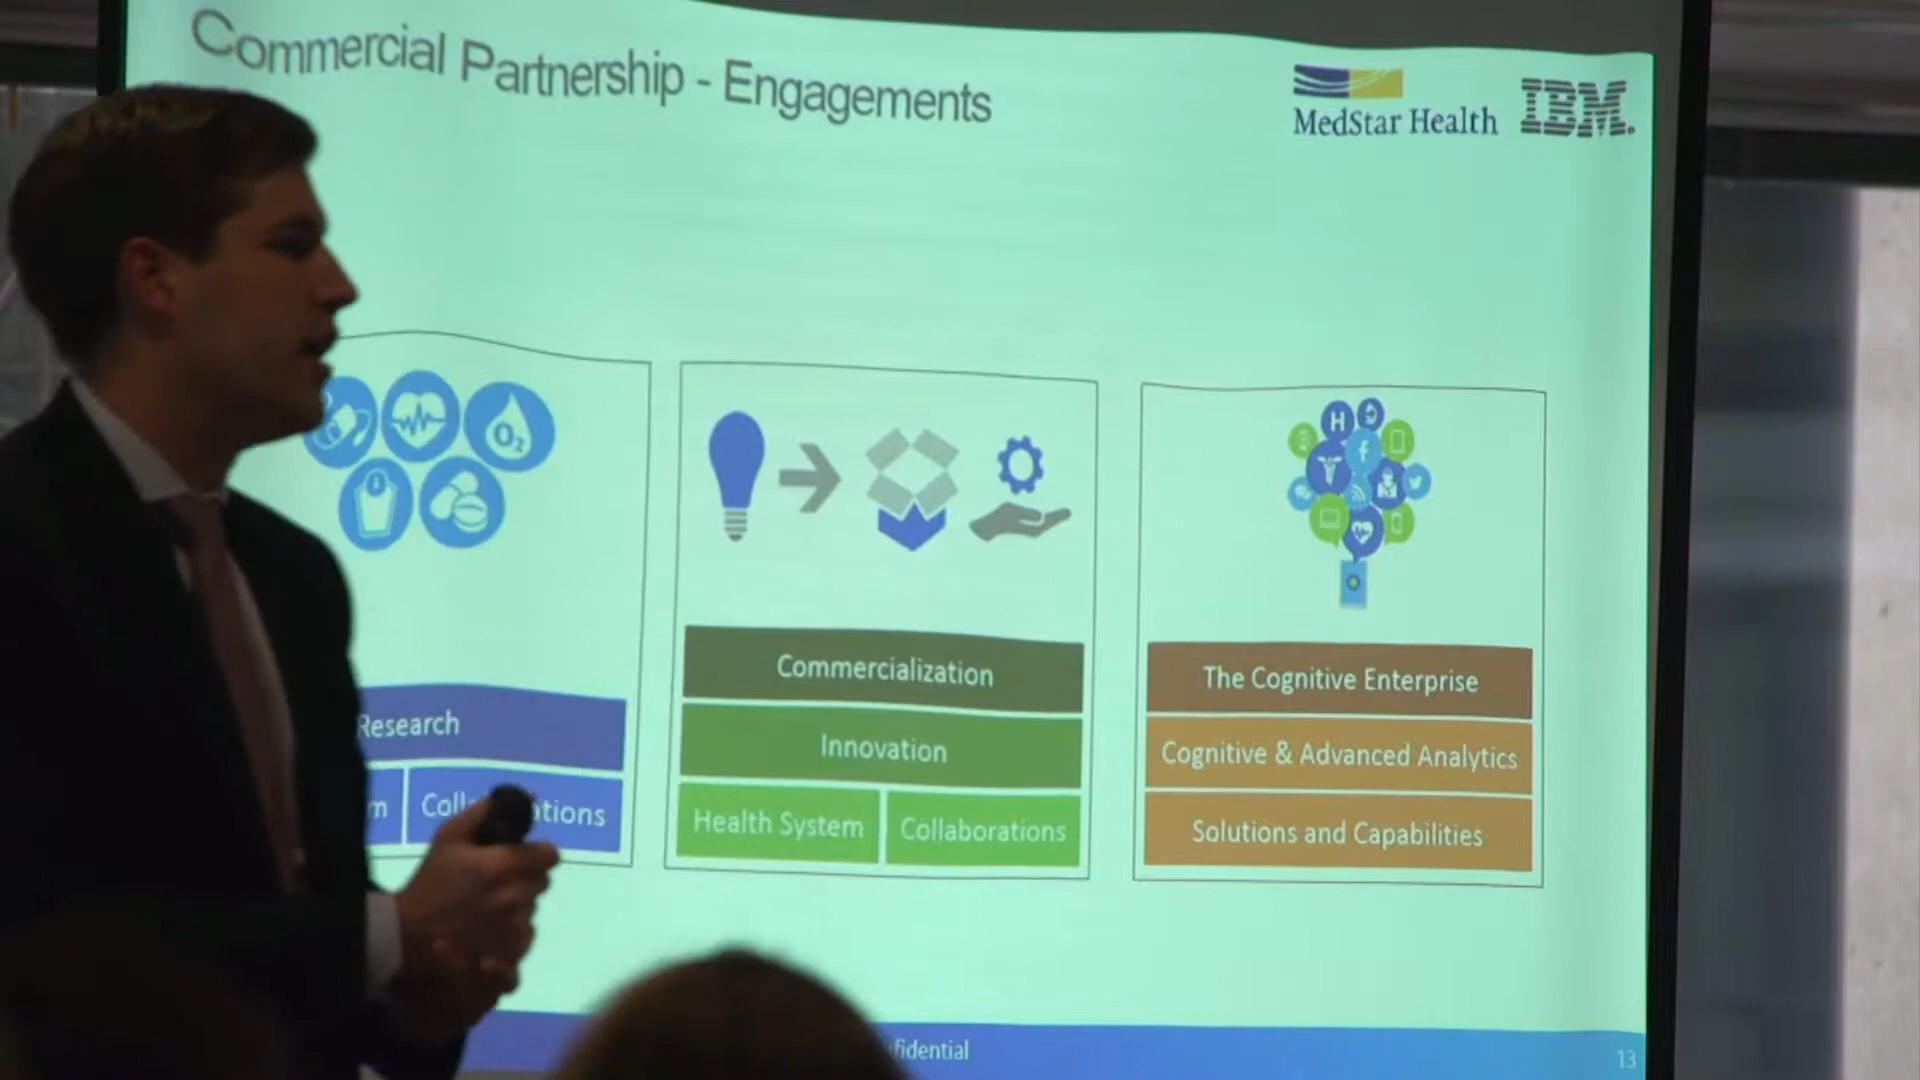 Commercial Partnership - Engagements
MedStar Health
IBM.
O2
H
f
Research
Commercialization
Innovation
Health System
Collaborations
The Cognitive Enterprise
Cognitive & Advanced Analytics
Solutions and Capabilities
13